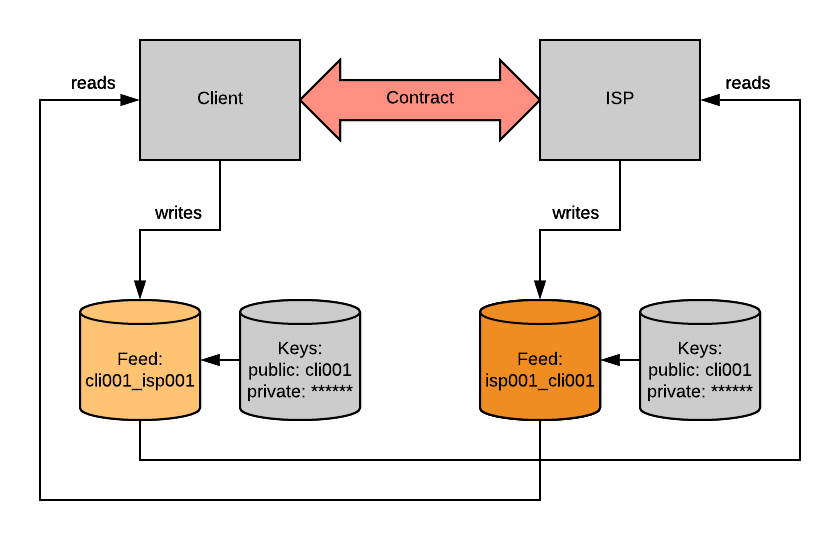 reads
Client
Contract
ISP
reads
writes
writes
Feed:
cli001_isp001
Keys:
public: cli001
private: ******
Feed:
isp001_cli001
Keys:
public: cli001
private: ******